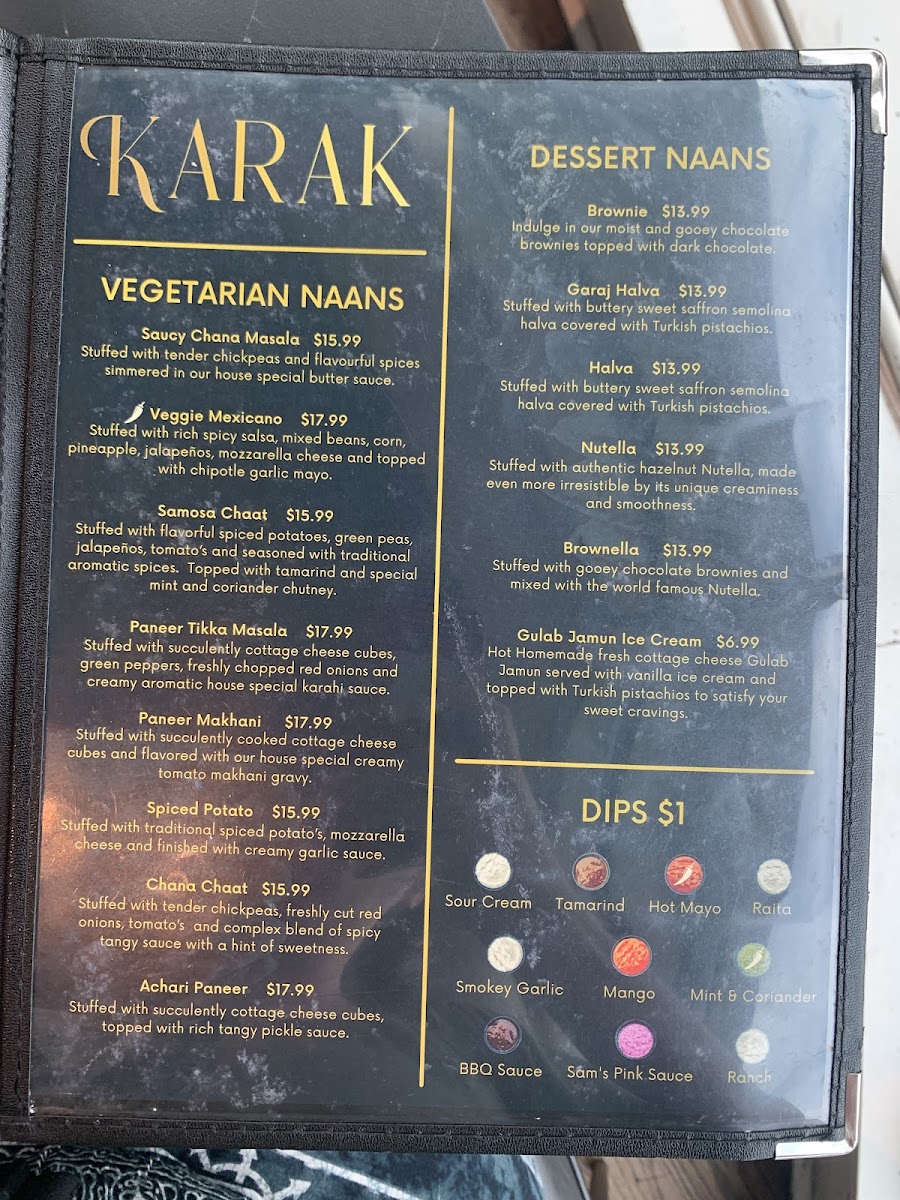 KARAK
VEGETARIAN NAANS
Saucy Chana Masala $15.99
Stuffed with tender chickpeas and flavourful spices
simmered in our house special butter sauce.
Veggie Mexicano $17.99
Stuffed with rich spicy salsa, mixed beans, corn,
pineapple, jalapeños, mozzarella cheese and topped
with chipotle garlic mayo.
Samosa Chaat $15.99
Stuffed with flavorful spiced potatoes, green peas,
jalapeños, tomato's and seasoned with traditional
aromatic spices. Topped with tamarind and special
mint and coriander chutney.
Paneer Tikka Masala $17.99
Stuffed with succulently cottage cheese cubes,
green peppers, freshly chopped red onions and
creamy aromatic house special karahi sauce.
Paneer Makhani $17.99
Stuffed with succulently cooked cottage cheese
cubes and flavored with our house special creamy
tomato makhani gravy.
Spiced Potato $15.99
Stuffed with traditional spiced potato's, mozzarella
cheese and finished with creamy garlic sauce.
Chana Chaat $15.99
Stuffed with tender chickpeas, freshly cut red
onions, tomato's and complex blend of spicy
tangy sauce with a hint of sweetness.
Achari Paneer $17.99
Stuffed with succulently cottage cheese cubes,
topped with rich tangy pickle sauce.
DESSERT NAANS
Brownie $13.99
Indulge in our moist and gooey chocolate
brownies topped with dark chocolate.
Garaj Halva $13.99
Stuffed with buttery sweet saffron semolina
halva covered with Turkish pistachios.
Halva $13.99
Stuffed with buttery sweet saffron semolina
halva covered with Turkish pistachios.
Nutella $13.99
Stuffed with authentic hazelnut Nutella, made
even more irresistible by its unique creaminess
and smoothness.
Brownella $13.99
Stuffed with gooey chocolate brownies and
mixed with the world famous Nutella.
Gulab Jamun Ice Cream $6.99
Hot Homemade fresh cottage cheese Gulab
Jamun served with vanilla ice cream and
topped with Turkish pistachios to satisfy your
sweet cravings.
DIPS $1
Sour Cream Tamarind Hot Mayo Raita
Smokey Garlic Mango Mint & Coriander
BBQ Sauce Sam's Pink Sauce Ranch